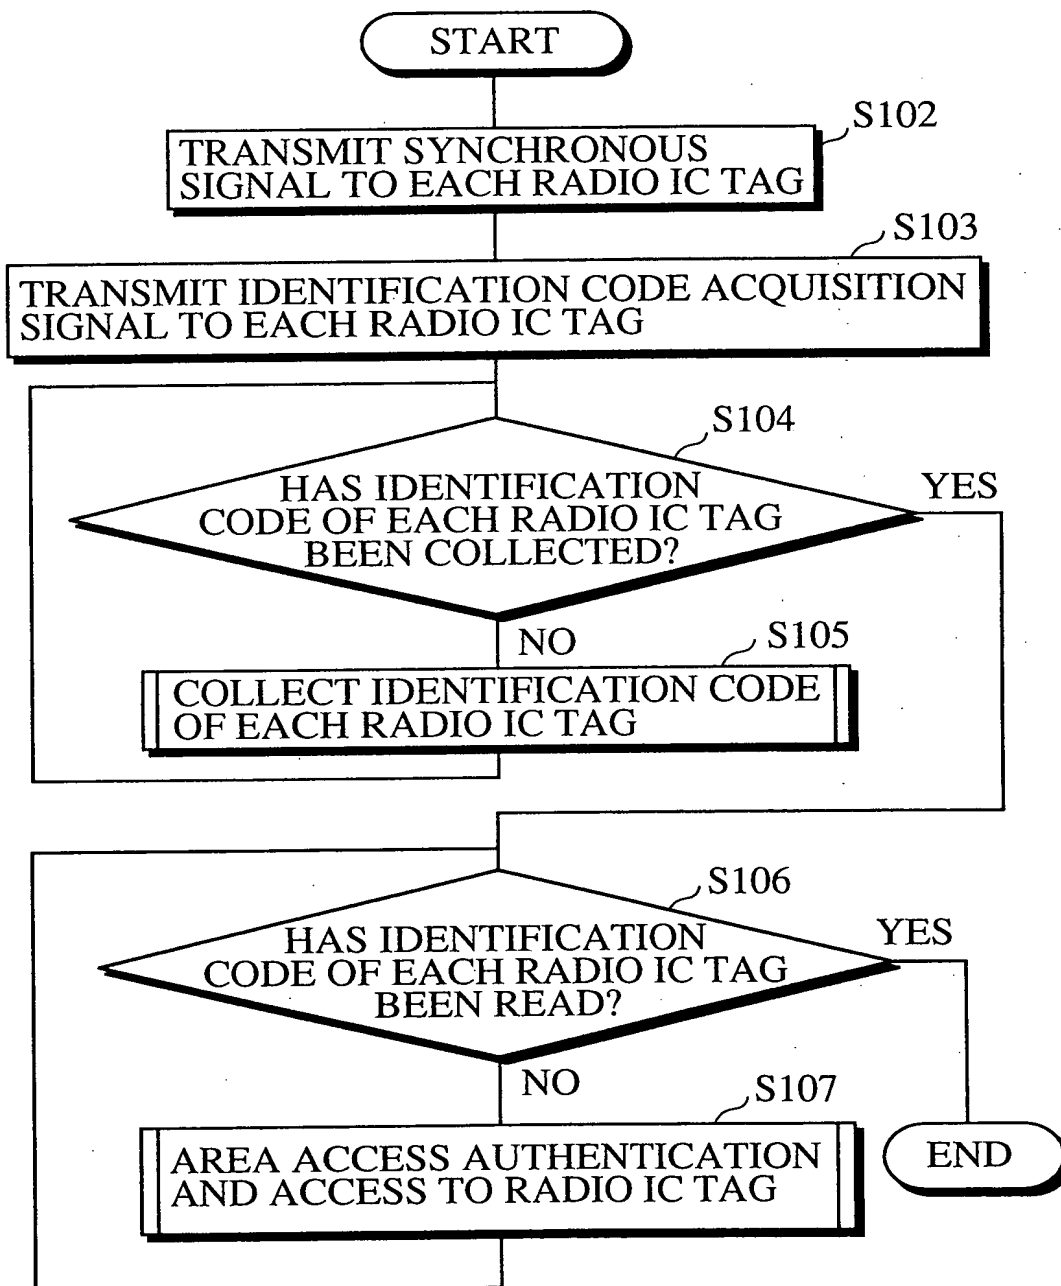 START
S102
TRANSMIT SYNCHRONOUS
SIGNAL TO EACH RADIO IC TAG
S103
TRANSMIT IDENTIFICATION CODE ACQUISITION
SIGNAL TO EACH RADIO IC TAG
S104
HAS IDENTIFICATION
CODE OF EACH RADIO IC TAG
BEEN COLLECTED?
YES
NO
S105
COLLECT IDENTIFICATION CODE
OF EACH RADIO IC TAG
S106
HAS IDENTIFICATION
CODE OF EACH RADIO IC TAG
BEEN READ?
YES
NO
S107
AREA ACCESS AUTHENTICATION
AND ACCESS TO RADIO IC TAG
END